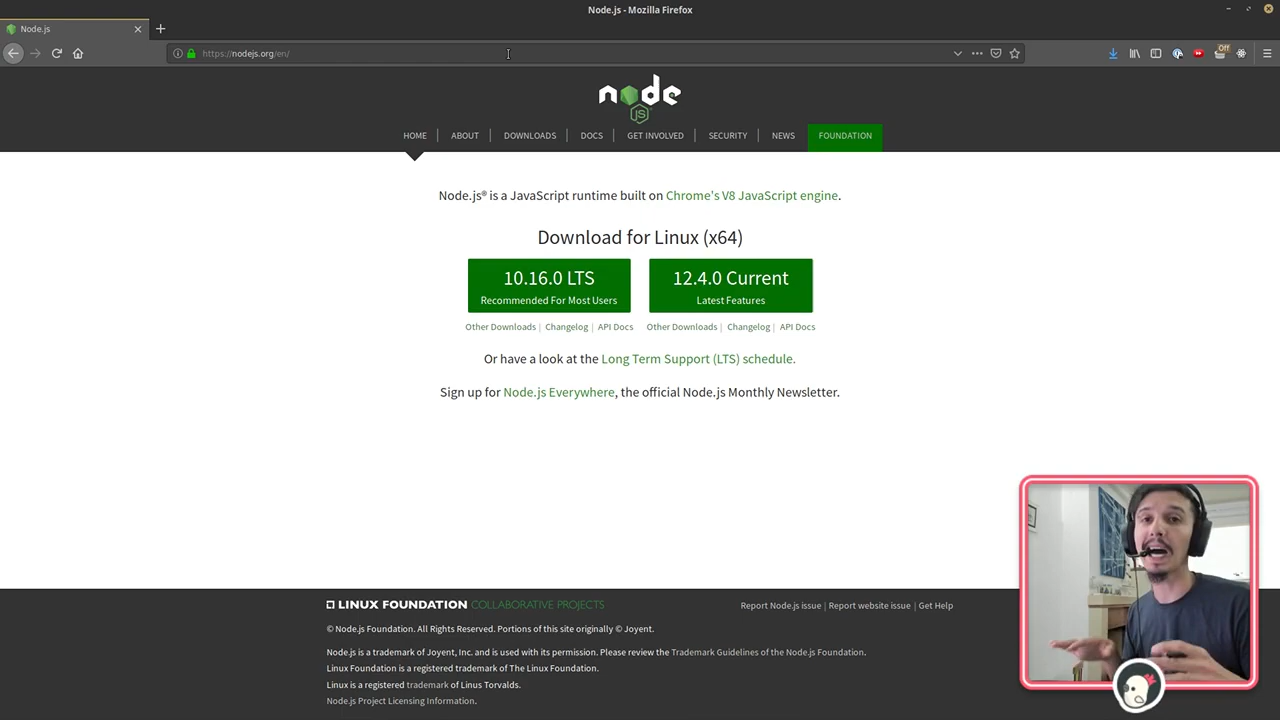 Node.js - Mozilla Firefox
Node.js
https://nodejs.org/en/
Off
node
JS
HOME | ABOUT | DOWNLOADS | DOCS | GET INVOLVED | SECURITY | NEWS FOUNDATION
Node.js® is a JavaScript runtime built on Chrome's V8 JavaScript engine.
Download for Linux (x64)
10.16.0 LTS
Recommended For Most Users
12.4.0 Current
Latest Features
Other Downloads | Changelog | API Docs
Other Downloads | Changelog | API Docs
Or have a look at the Long Term Support (LTS) schedule.
Sign up for Node.js Everywhere, the official Node.js Monthly Newsletter.
LINUX FOUNDATION COLLABORATIVE PROJECTS
Report Node.js issue | Report website issue | Get Help
© Node.js Foundation. All Rights Reserved. Portions of this site originally © Joyent.
Node.js is a trademark of Joyent, Inc. and is used with its permission. Please review the Trademark Guidelines of the Node.js Foundation.
Linux Foundation is a registered trademark of The Linux Foundation.
Linux is a registered trademark of Linus Torvalds.
Node.js Project Licensing Information.